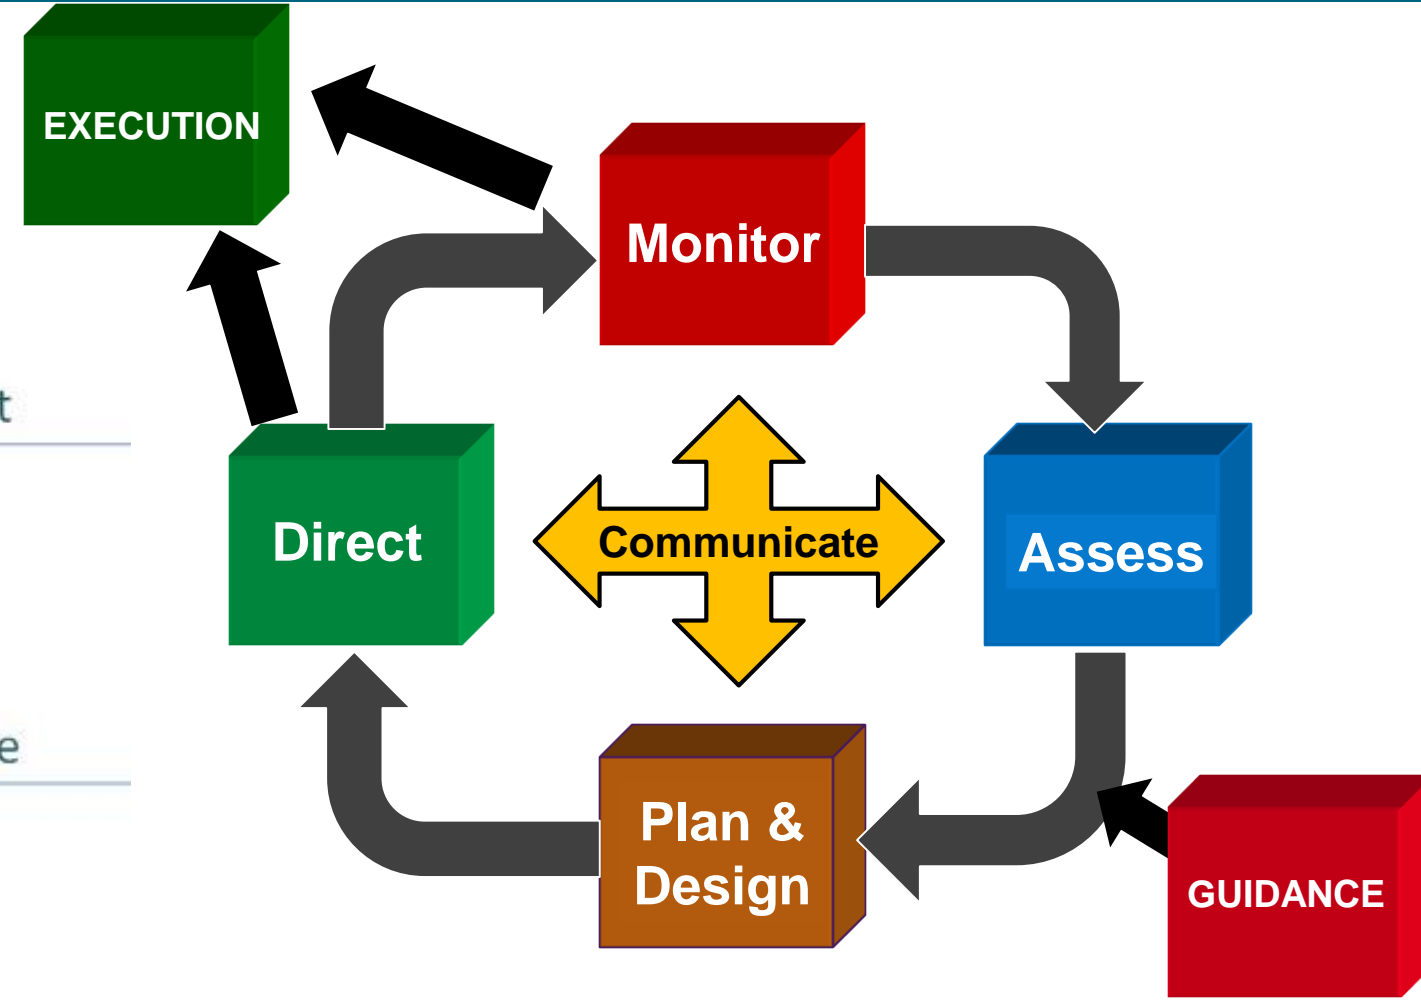 EXECUTION
Monitor
Direct
Communicate
Assess
Plan &
Design
GUIDANCE